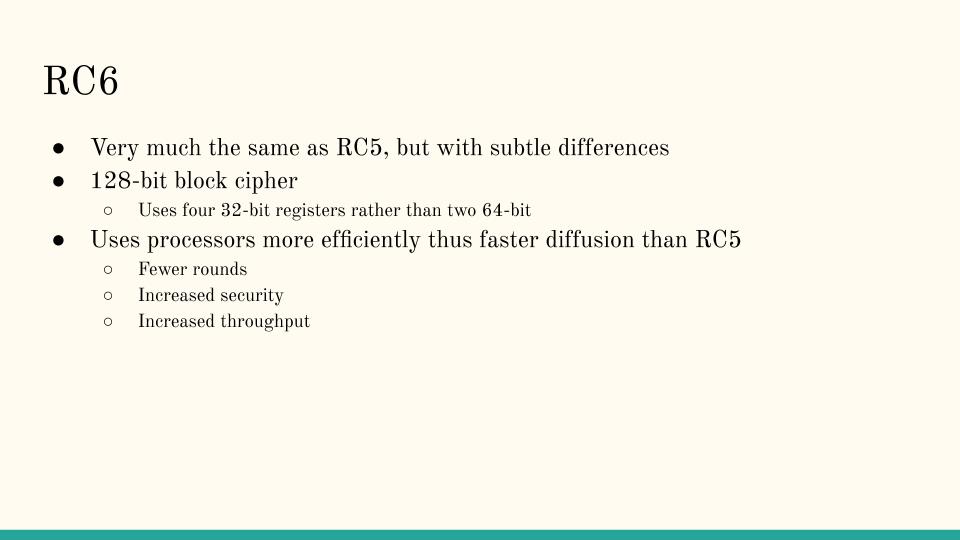 RC6
● Very much the same as RC5, but with subtle differences
● 128-bit block cipher
○ Uses four 32-bit registers rather than two 64-bit
● Uses processors more efficiently thus faster diffusion than RC5
○ Fewer rounds
○ Increased security
○ Increased throughput